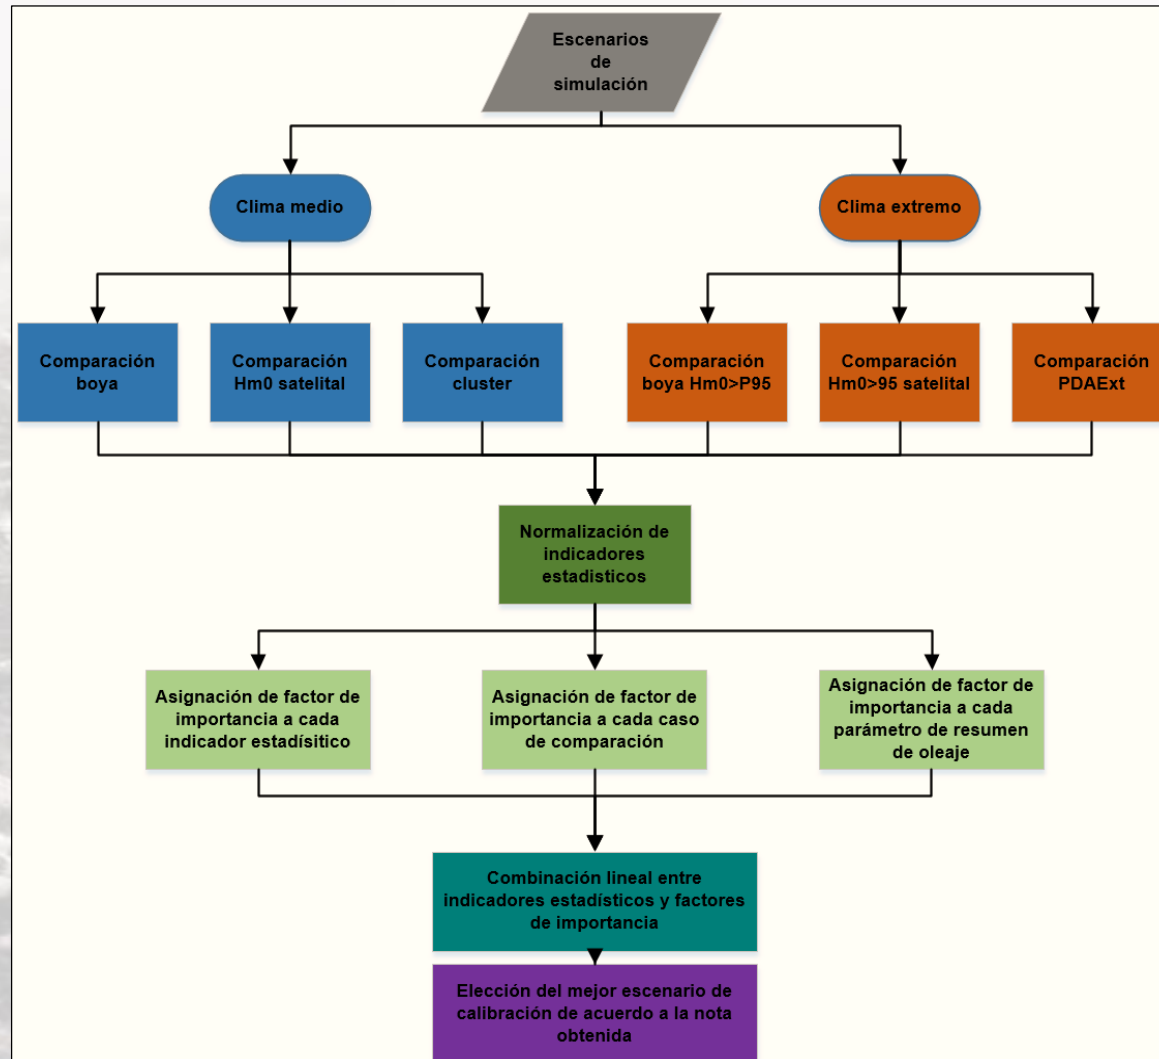 Escenarios
de
simulación
Clima medio
Clima extremo
Comparación
boya
Comparación
Hm0 satelital
Comparación
cluster
Comparación
boya Hm0>P95
Comparación
Hm0>95 satelital
Comparación
PDAExt
Normalización de
indicadores
estadisticos
Asignación de factor de
importancia a cada
indicador estadísitico
Asignación de factor de
importancia a cada caso
de comparación
Asignación de factor de
importancia a cada
parámetro de resumen
de oleaje
Combinación lineal entre
indicadores estadísticos y factores
de importancia
Elección del mejor escenario de
calibración de acuerdo a la nota
obtenida